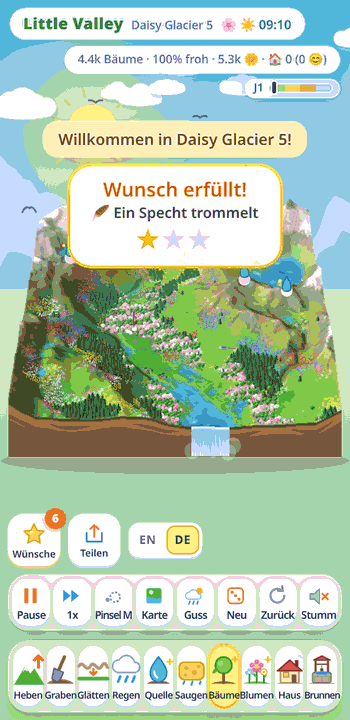 Little Valley Daisy Glacier 5 🌸 ☀️ 09:10
4.4k Bäume · 100% froh · 5.3k 🌼 · 🏠 0 (0 😊)
J1
Willkommen in Daisy Glacier 5!
Wunsch erfüllt!
🪶 Ein Specht trommelt
6
Wünsche Teilen EN DE
Pause 1x Pinsel M Karte Guss Neu Zurück Stumm
Heben Graben Glätten Regen Quelle Saugen Bäume Blumen Haus Brunnen